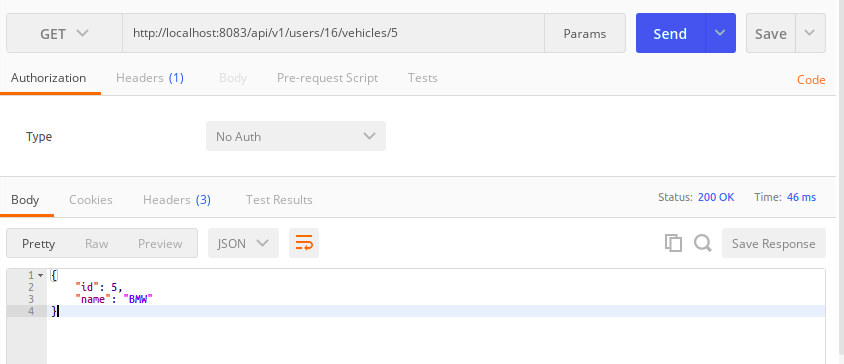 GET http://localhost:8083/api/v1/users/16/vehicles/5 Params Send Save
Authorization Headers (1) Body Pre-request Script Tests Code
Type No Auth
Body Cookies Headers (3) Test Results Status: 200 OK Time: 46 ms
Pretty Raw Preview JSON Save Response
1 {
2 "id": 5,
3 "name": "BMW"
4 }